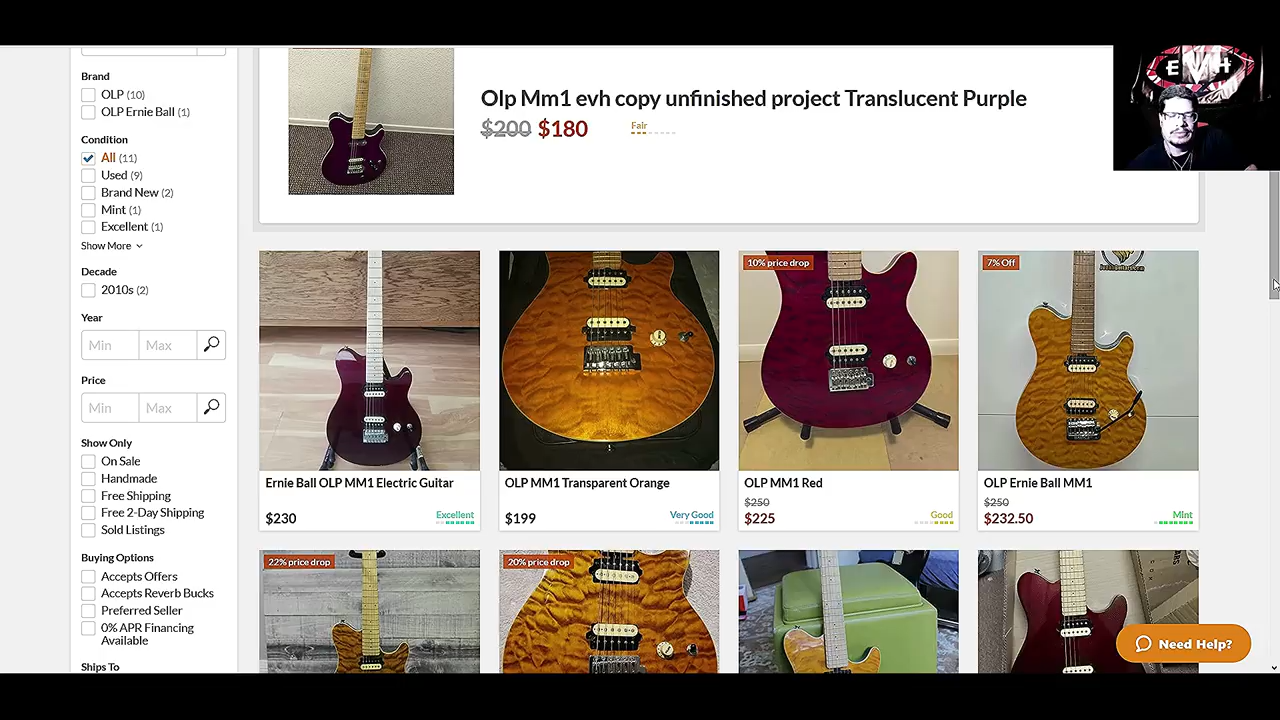 Brand
OLP (10)
OLP Ernie Ball (1)
Condition
All (11)
Used (9)
Brand New (2)
Mint (1)
Excellent (1)
Show More
Decade
2010s (2)
Year
Min Max
Price
Min Max
Show Only
On Sale
Handmade
Free Shipping
Free 2-Day Shipping
Sold Listings
Buying Options
Accepts Offers
Accepts Reverb Bucks
Preferred Seller
0% APR Financing
Available
Ships To
Olp Mm1 evh copy unfinished project Translucent Purple
$200 $180 Fair
EVH
10% price drop
7% Off
Ernie Ball OLP MM1 Electric Guitar
$230 Excellent
OLP MM1 Transparent Orange
$199 Very Good
OLP MM1 Red
$250
$225 Good
OLP Ernie Ball MM1
$250
$232.50 Mint
22% price drop
20% price drop
Need Help?